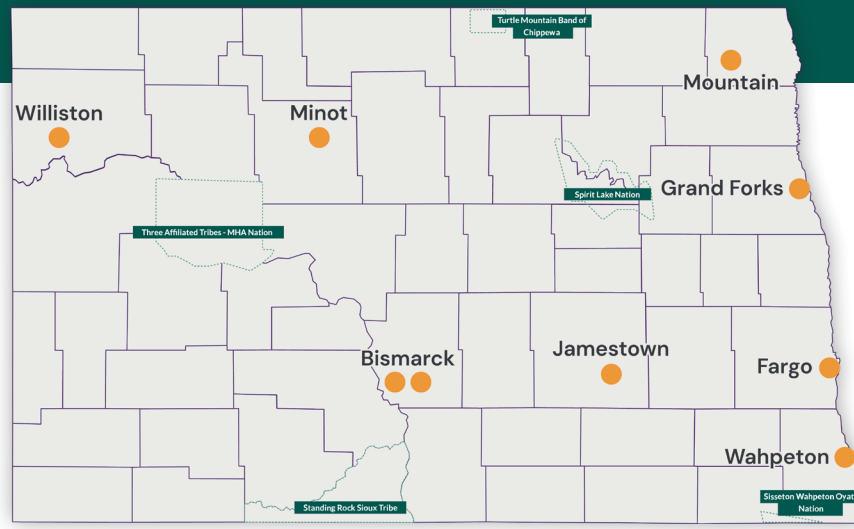 Turtle Mountain Band of
Chippewa
Mountain
Williston
Minot
Spirit Lake Nation
Grand Forks
Three Affiliated Tribes - MHA Nation
Bismarck
Jamestown
Fargo
Wahpeton
Sisseton Wahpeton Oyat
Nation
Standing Rock Sioux Tribe